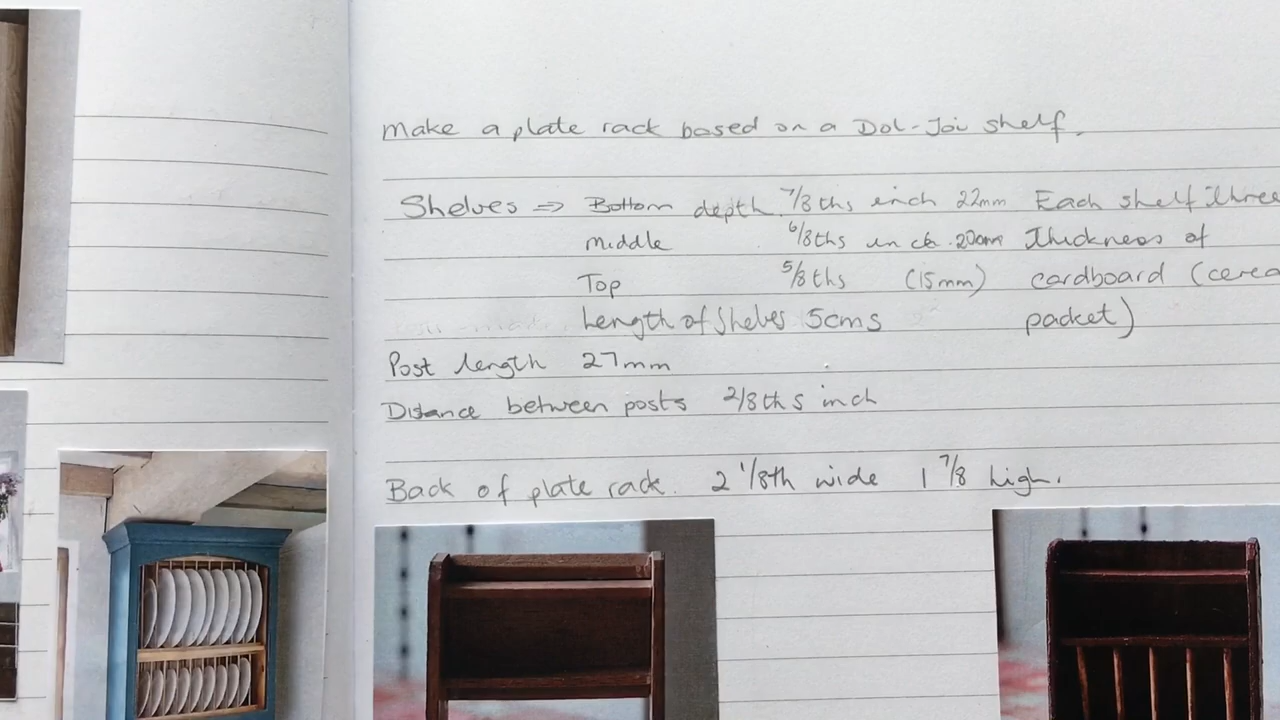 Make a plate rack based on a Dol-Joi shelf.
Shelves ⇒ Bottom depth 7/8ths inch 22mm Each shelf three
Middle 6/8ths inch 20mm Thickness of
Top 5/8ths (15mm) cardboard (cerea
Length of Shelves 5cms packet)
Post length 27mm
Distance between posts 2/8ths inch
Back of plate rack. 2 1/8th wide 1 7/8 high.